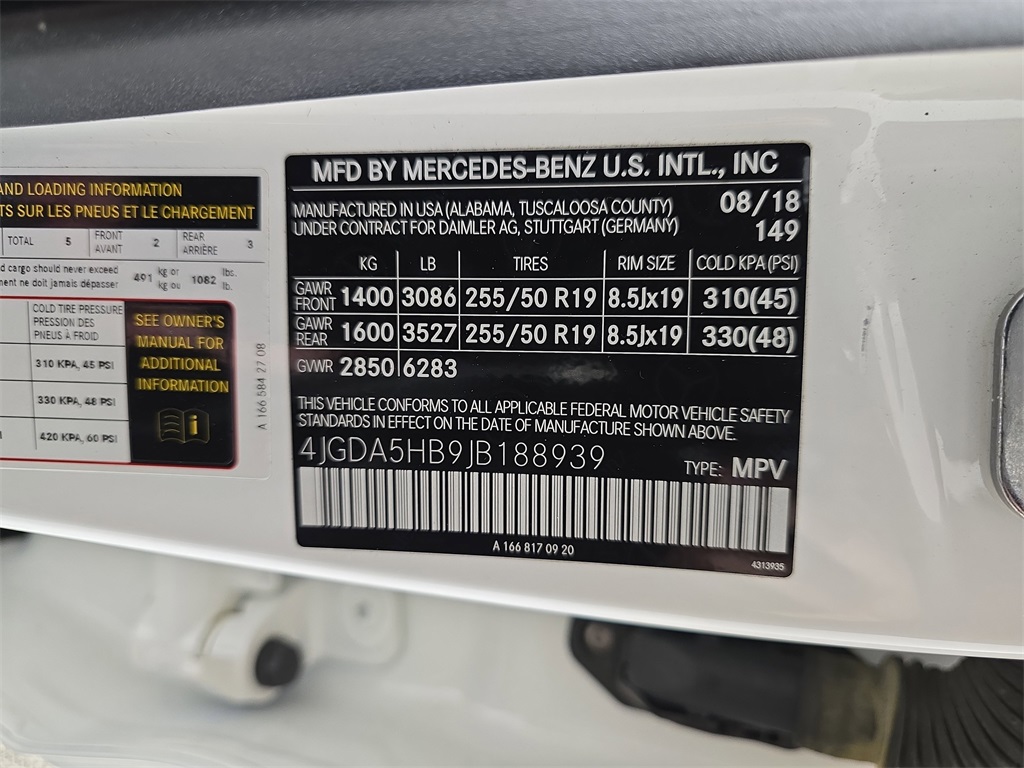 AND LOADING INFORMATION
TS SUR LES PNEUS ET LE CHARGEMENT
TOTAL 5 FRONT AVANT 2 REAR ARRIÈRE 3
d cargo should never exceed
ment ne doit jamais dépasser
491 kg or kg ou 1082 lbs. lb.
COLD TIRE PRESSURE
PRESSION DES
PNEUS À FROID
310 KPA, 45 PSI
330 KPA, 48 PSI
420 KPA, 60 PSI
SEE OWNER'S
MANUAL FOR
ADDITIONAL
INFORMATION
i
A 166 584 27 08
MFD BY MERCEDES-BENZ U.S. INTL., INC
MANUFACTURED IN USA (ALABAMA, TUSCALOOSA COUNTY) 08/18
UNDER CONTRACT FOR DAIMLER AG, STUTTGART (GERMANY) 149
KG LB TIRES RIM SIZE COLD KPA (PSI)
GAWR FRONT 1400 3086 255/50 R19 8.5Jx19 310(45)
GAWR REAR 1600 3527 255/50 R19 8.5Jx19 330(48)
GVWR 2850 6283
THIS VEHICLE CONFORMS TO ALL APPLICABLE FEDERAL MOTOR VEHICLE SAFETY
STANDARDS IN EFFECT ON THE DATE OF MANUFACTURE SHOWN ABOVE.
4JGDA5HB9JB188939 TYPE: MPV
A 166 817 09 20
4313935